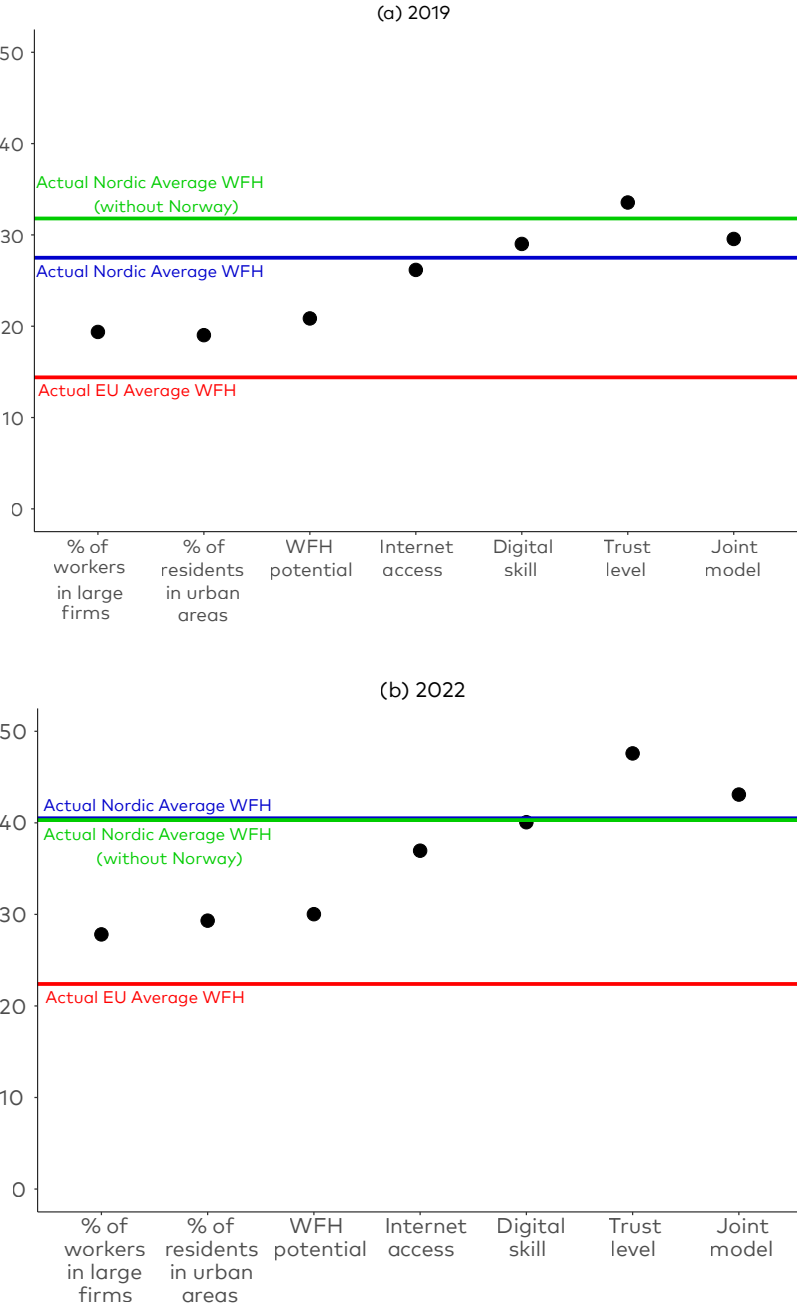 (a) 2019
50
40
Actual Nordic Average WFH
(without Norway)
30
Actual Nordic Average WFH
20
Actual EU Average WFH
10
0
% of
workers
in large
firms
% of
residents
in urban
areas
WFH
potential
Internet
access
Digital
skill
Trust
level
Joint
model
(b) 2022
50
Actual Nordic Average WFH
40
Actual Nordic Average WFH
(without Norway)
30
Actual EU Average WFH
20
10
0
% of
workers
in large
firms
% of
residents
in urban
areas
WFH
potential
Internet
access
Digital
skill
Trust
level
Joint
model